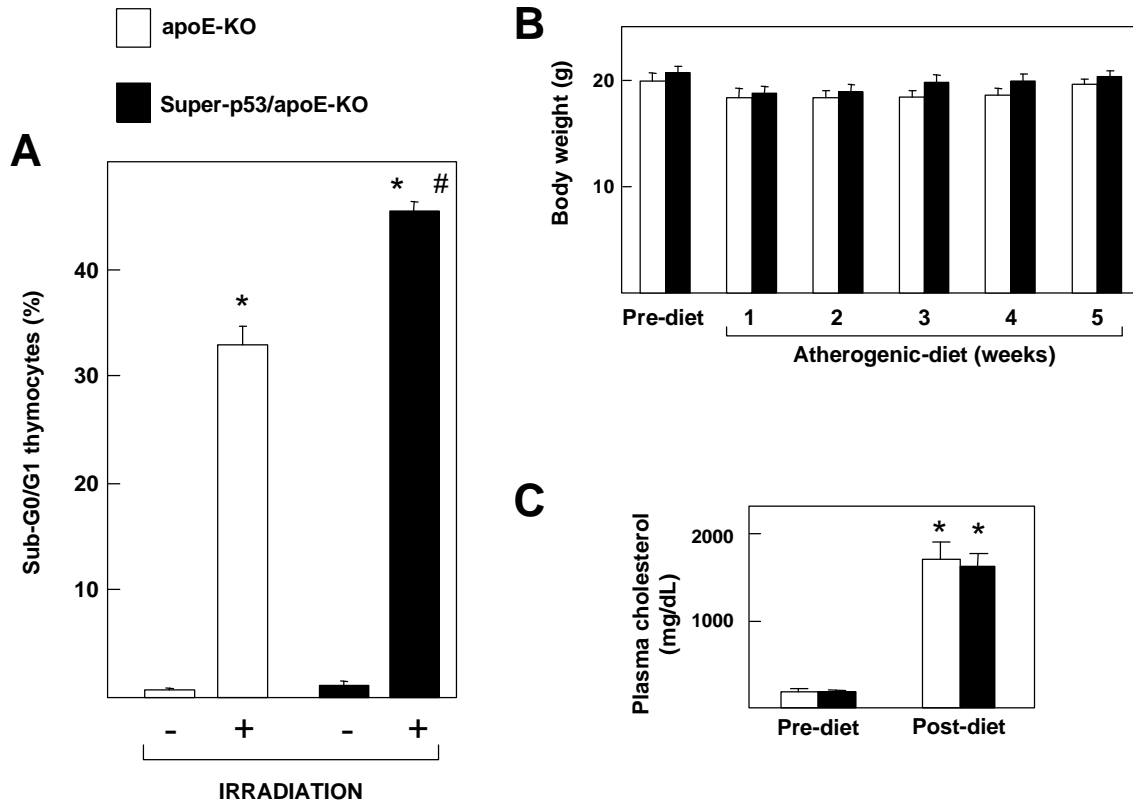 apoE-KO
Super-p53/apoE-KO
A
Sub-G0/G1 thymocytes (%)
40
30
20
10
* 
* #
- + - +
IRRADIATION
B
Body weight (g)
20
10
Pre-diet 1 2 3 4 5
Atherogenic-diet (weeks)
C
Plasma cholesterol
(mg/dL)
2000
1000
* *
Pre-diet Post-diet